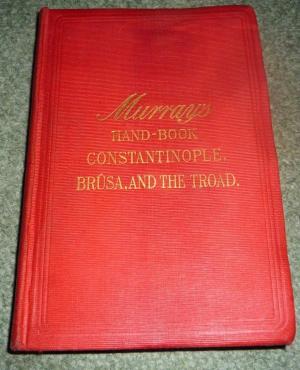 Murray's
HAND-BOOK
CONSTANTINOPLE,
BRÛSA, AND THE TROAD.